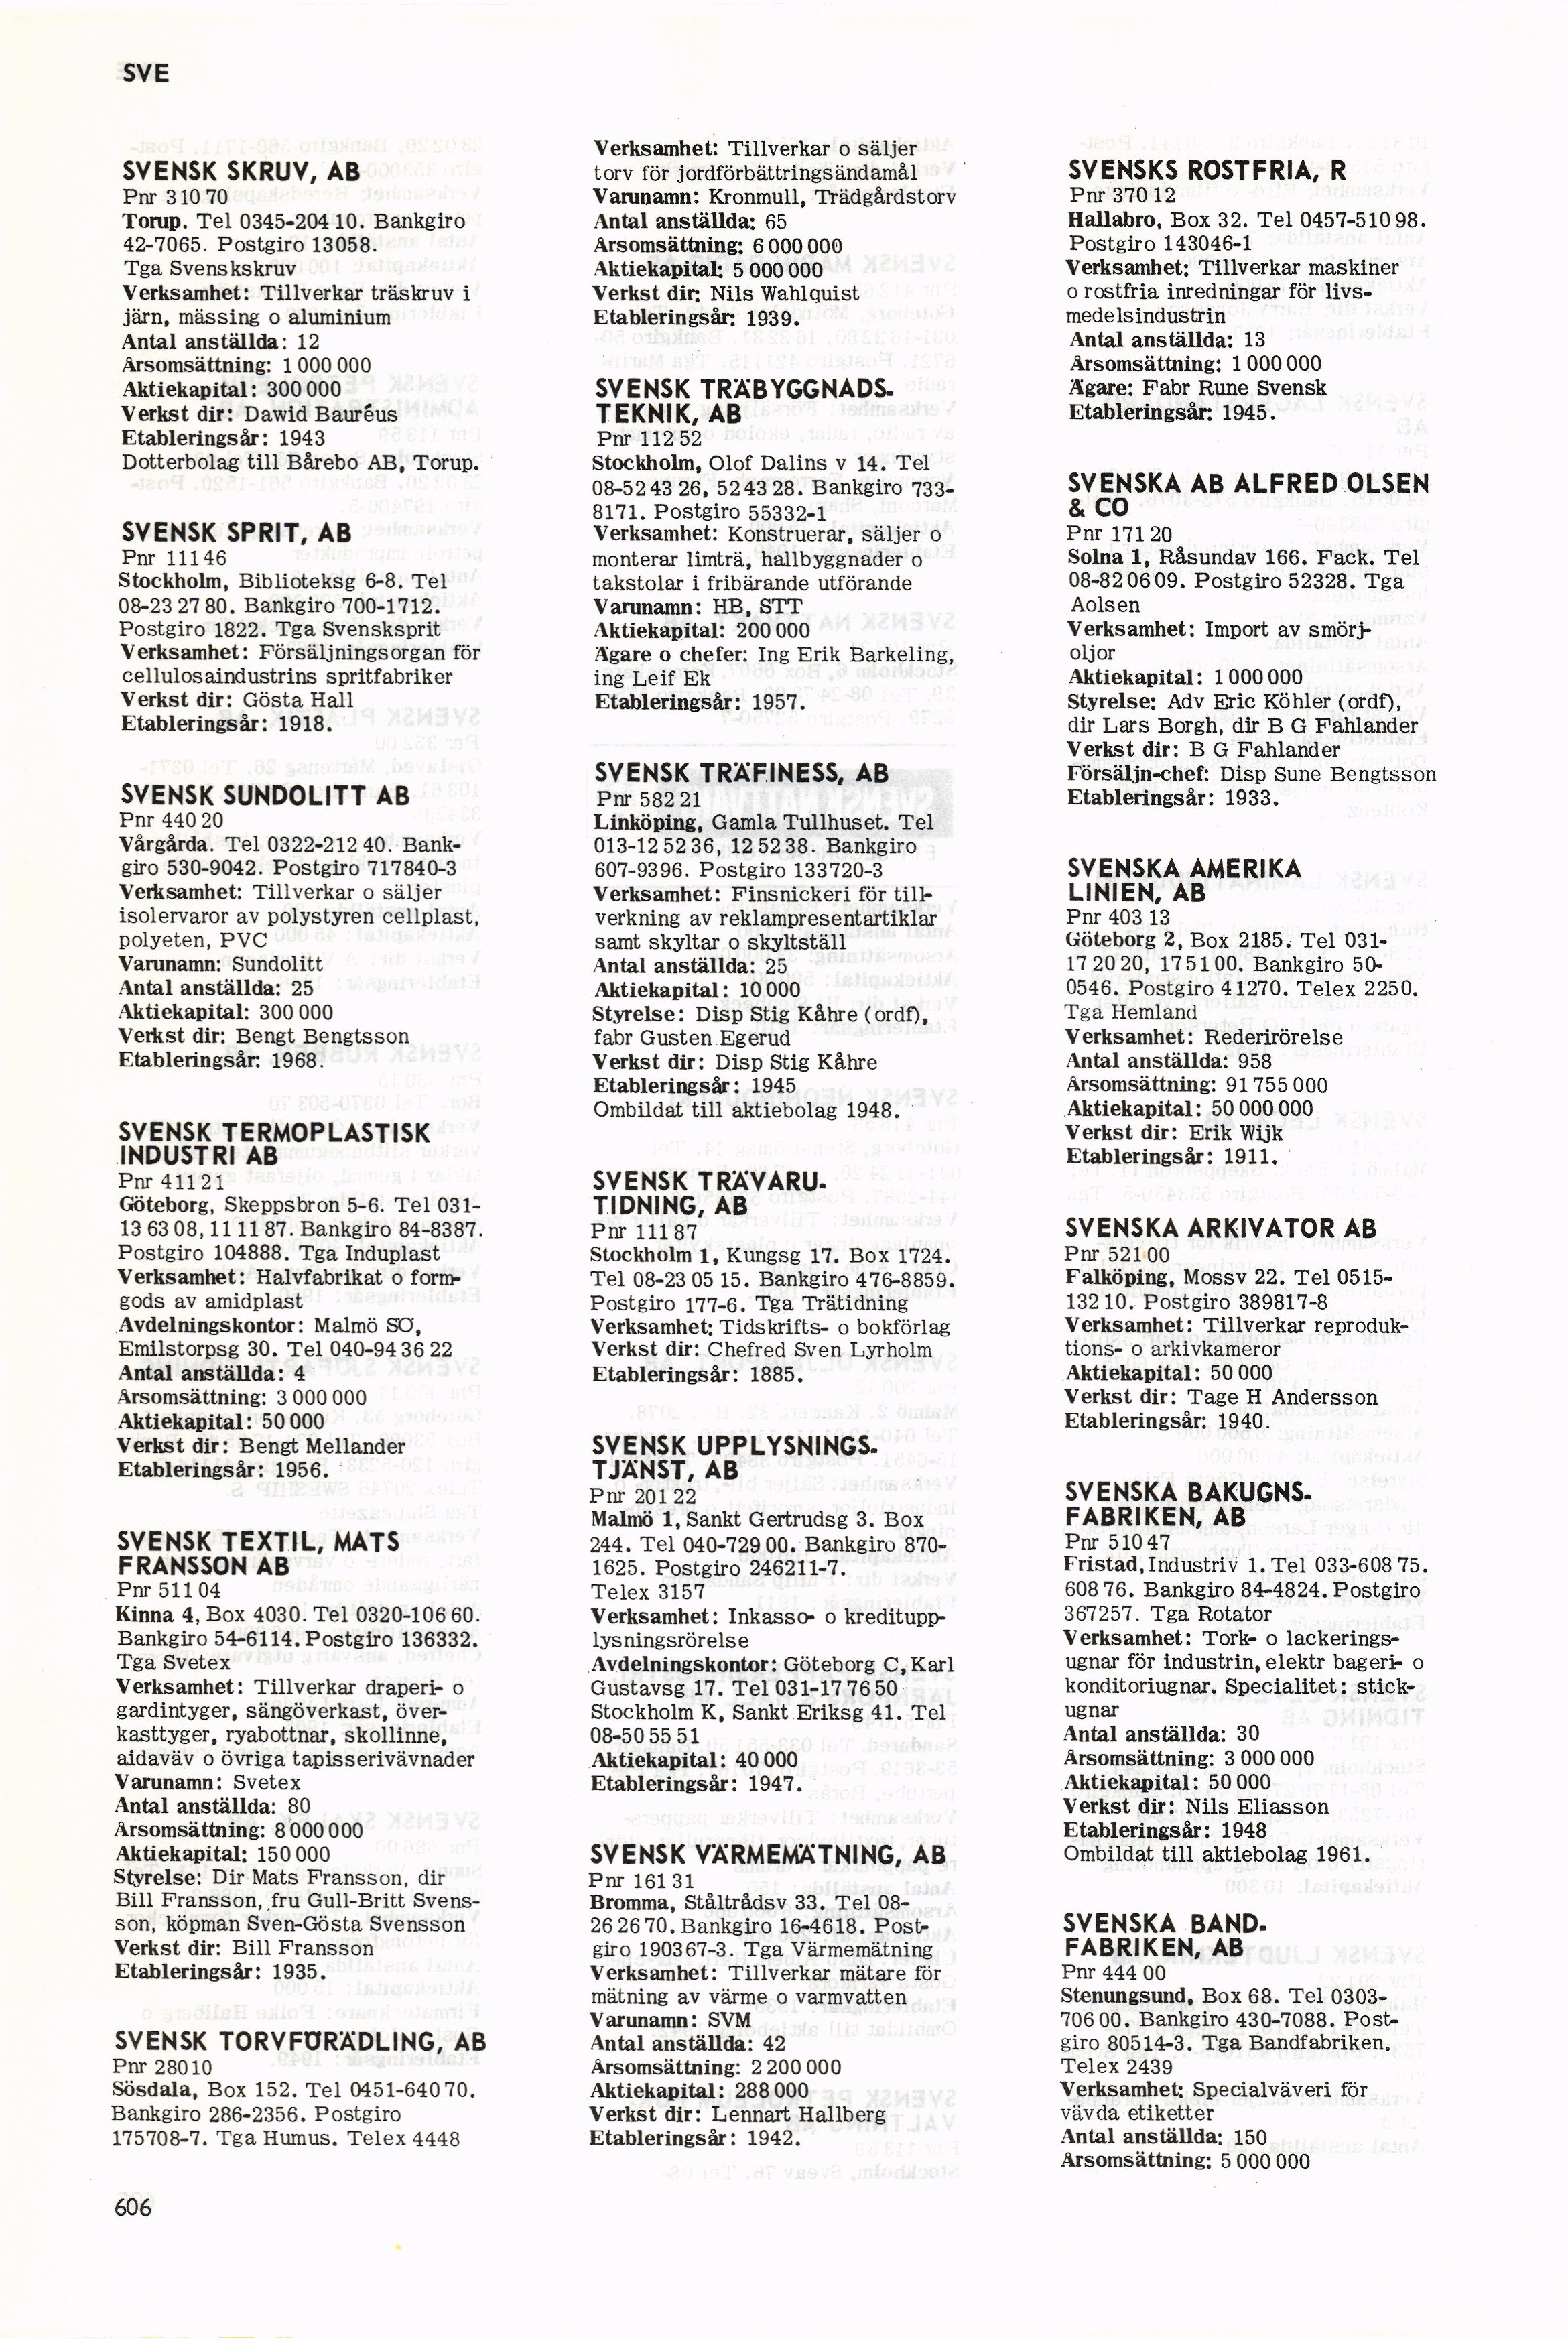 SVE
SVENSK SKRUV, AB
Pnr 310 70
Torup. Tel 0345-204 10. Bankgiro
42-7065. Postgiro 13058.
Tga Svenskskruv
Verksamhet: Tillverkar träskruv i
järn, mässing o aluminium
Antal anställda: 12
Årsomsättning: 1 000 000
Aktiekapital: 300 000
Verkst dir: Dawid Bauréus
Etableringsår: 1943
Dotterbolag till Bårebo AB, Torup.
SVENSK SPRIT, AB
Pnr 111 46
Stockholm, Biblioteksg 6-8. Tel
08-23 27 80. Bankgiro 700-1712.
Postgiro 1822. Tga Svensksprit
Verksamhet: Försäljningsorgan för
cellulosaindustrins spritfabriker
Verkst dir: Gösta Hall
Etableringsår: 1918.
SVENSK SUNDOLITT AB
Pnr 440 20
Vårgårda. Tel 0322-212 40. Bank-
giro 530-9042. Postgiro 717840-3
Verksamhet: Tillverkar o säljer
isolervaror av polystyren cellplast,
polyeten, PVC
Varunamn: Sundolitt
Antal anställda: 25
Aktiekapital: 300 000
Verkst dir: Bengt Bengtsson
Etableringsår: 1968.
SVENSK TERMOPLASTISK
INDUSTRI AB
Pnr 411 21
Göteborg, Skeppsbron 5-6. Tel 031-
13 63 08, 11 11 87. Bankgiro 84-8387.
Postgiro 104888. Tga Induplast
Verksamhet: Halvfabrikat o form-
gods av amidplast
Avdelningskontor: Malmö SÖ,
Emilstorpsg 30. Tel 040-94 36 22
Antal anställda: 4
Årsomsättning: 3 000 000
Aktiekapital: 50 000
Verkst dir: Bengt Mellander
Etableringsår: 1956.
SVENSK TEXTIL, MATS
FRANSSON AB
Pnr 511 04
Kinna 4, Box 4030. Tel 0320-106 60.
Bankgiro 54-6114. Postgiro 136332.
Tga Svetex
Verksamhet: Tillverkar draperi- o
gardintyger, sängöverkast, över-
kasttyger, ryabottnar, skollinne,
aidaväv o övriga tapisserivävnader
Varunamn: Svetex
Antal anställda: 80
Årsomsättning: 8 000 000
Aktiekapital: 150 000
Styrelse: Dir Mats Fransson, dir
Bill Fransson, fru Gull-Britt Svens-
son, köpman Sven-Gösta Svensson
Verkst dir: Bill Fransson
Etableringsår: 1935.
SVENSK TORVFÖRÄDLING, AB
Pnr 280 10
Sösdala, Box 152. Tel 0451-640 70.
Bankgiro 286-2356. Postgiro
175708-7. Tga Humus. Telex 4448
Verksamhet: Tillverkar o säljer
torv för jordförbättringsändamål
Varunamn: Kronmull, Trädgårdstorv
Antal anställda: 65
Årsomsättning: 6 000 000
Aktiekapital: 5 000 000
Verkst dir: Nils Wahlquist
Etableringsår: 1939.
SVENSK TRÄBYGGNADS-
TEKNIK, AB
Pnr 112 52
Stockholm, Olof Dalins v 14. Tel
08-52 43 26, 52 43 28. Bankgiro 733-
8171. Postgiro 55332-1
Verksamhet: Konstruerar, säljer o
monterar limträ, hallbyggnader o
takstolar i fribärande utförande
Varunamn: HB, STT
Aktiekapital: 200 000
Ägare o chefer: Ing Erik Barkeling,
ing Leif Ek
Etableringsår: 1957.
SVENSK TRÄFINESS, AB
Pnr 582 21
Linköping, Gamla Tullhuset. Tel
013-12 52 36, 12 52 38. Bankgiro
607-9396. Postgiro 133720-3
Verksamhet: Finsnickeri för till-
verkning av reklampresentartiklar
samt skyltar o skyltställ
Antal anställda: 25
Aktiekapital: 10 000
Styrelse: Disp Stig Kåhre (ordf),
fabr Gusten Egerud
Verkst dir: Disp Stig Kåhre
Etableringsår: 1945
Ombildat till aktiebolag 1948.
SVENSK TRÄVARU-
TIDNING, AB
Pnr 111 87
Stockholm 1, Kungsg 17. Box 1724.
Tel 08-23 05 15. Bankgiro 476-8859.
Postgiro 177-6. Tga Trätidning
Verksamhet: Tidskrifts- o bokförlag
Verkst dir: Chefred Sven Lyrholm
Etableringsår: 1885.
SVENSK UPPLYSNINGS-
TJÄNST, AB
Pnr 201 22
Malmö 1, Sankt Gertrudsg 3. Box
244. Tel 040-729 00. Bankgiro 870-
1625. Postgiro 246211-7.
Telex 3157
Verksamhet: Inkasso- o kreditupp-
lysningsrörelse
Avdelningskontor: Göteborg C, Karl
Gustavsg 17. Tel 031-17 76 50
Stockholm K, Sankt Eriksg 41. Tel
08-50 55 51
Aktiekapital: 40 000
Etableringsår: 1947.
SVENSK VÄRMEMÄTNING, AB
Pnr 161 31
Bromma, Ståltrådsv 33. Tel 08-
26 26 70. Bankgiro 16-4618. Post-
giro 190367-3. Tga Värmemätning
Verksamhet: Tillverkar mätare för
mätning av värme o varmvatten
Varunamn: SVM
Antal anställda: 42
Årsomsättning: 2 200 000
Aktiekapital: 288 000
Verkst dir: Lennart Hallberg
Etableringsår: 1942.
SVENSKS ROSTFRIA, R
Pnr 370 12
Hallabro, Box 32. Tel 0457-510 98.
Postgiro 143046-1
Verksamhet: Tillverkar maskiner
o rostfria inredningar för livs-
medelsindustrin
Antal anställda: 13
Årsomsättning: 1 000 000
Ägare: Fabr Rune Svensk
Etableringsår: 1945.
SVENSKA AB ALFRED OLSEN
& CO
Pnr 171 20
Solna 1, Råsundav 166. Fack. Tel
08-82 06 09. Postgiro 52328. Tga
Aolsen
Verksamhet: Import av smörj-
oljor
Aktiekapital: 1 000 000
Styrelse: Adv Eric Köhler (ordf),
dir Lars Borgh, dir B G Fahlander
Verkst dir: B G Fahlander
Försäljn-chef: Disp Sune Bengtsson
Etableringsår: 1933.
SVENSKA AMERIKA
LINIEN, AB
Pnr 403 13
Göteborg 2, Box 2185. Tel 031-
17 20 20, 17 51 00. Bankgiro 50-
0546. Postgiro 41270. Telex 2250.
Tga Hemland
Verksamhet: Rederirörelse
Antal anställda: 958
Årsomsättning: 91 755 000
Aktiekapital: 50 000 000
Verkst dir: Erik Wijk
Etableringsår: 1911.
SVENSKA ARKIVATOR AB
Pnr 521 00
Falköping, Mossv 22. Tel 0515-
132 10. Postgiro 389817-8
Verksamhet: Tillverkar reproduk-
tions- o arkivkameror
Aktiekapital: 50 000
Verkst dir: Tage H Andersson
Etableringsår: 1940.
SVENSKA BAKUGNS-
FABRIKEN, AB
Pnr 510 47
Fristad, Industriv 1. Tel 033-608 75.
608 76. Bankgiro 84-4824. Postgiro
367257. Tga Rotator
Verksamhet: Tork- o lackerings-
ugnar för industrin, elektr bageri- o
konditoriugnar. Specialitet: stick-
ugnar
Antal anställda: 30
Årsomsättning: 3 000 000
Aktiekapital: 50 000
Verkst dir: Nils Eliasson
Etableringsår: 1948
Ombildat till aktiebolag 1961.
SVENSKA BAND-
FABRIKEN, AB
Pnr 444 00
Stenungsund, Box 68. Tel 0303-
706 00. Bankgiro 430-7088. Post-
giro 80514-3. Tga Bandfabriken.
Telex 2439
Verksamhet: Specialväveri för
vävda etiketter
Antal anställda: 150
Årsomsättning: 5 000 000
606